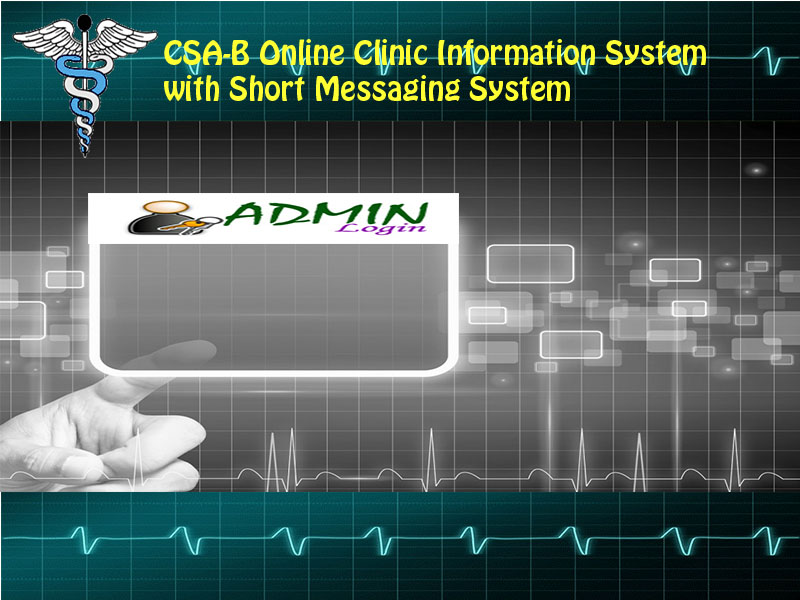 CSA-B Online Clinic Information System
with Short Messaging System
ADMIN
Login